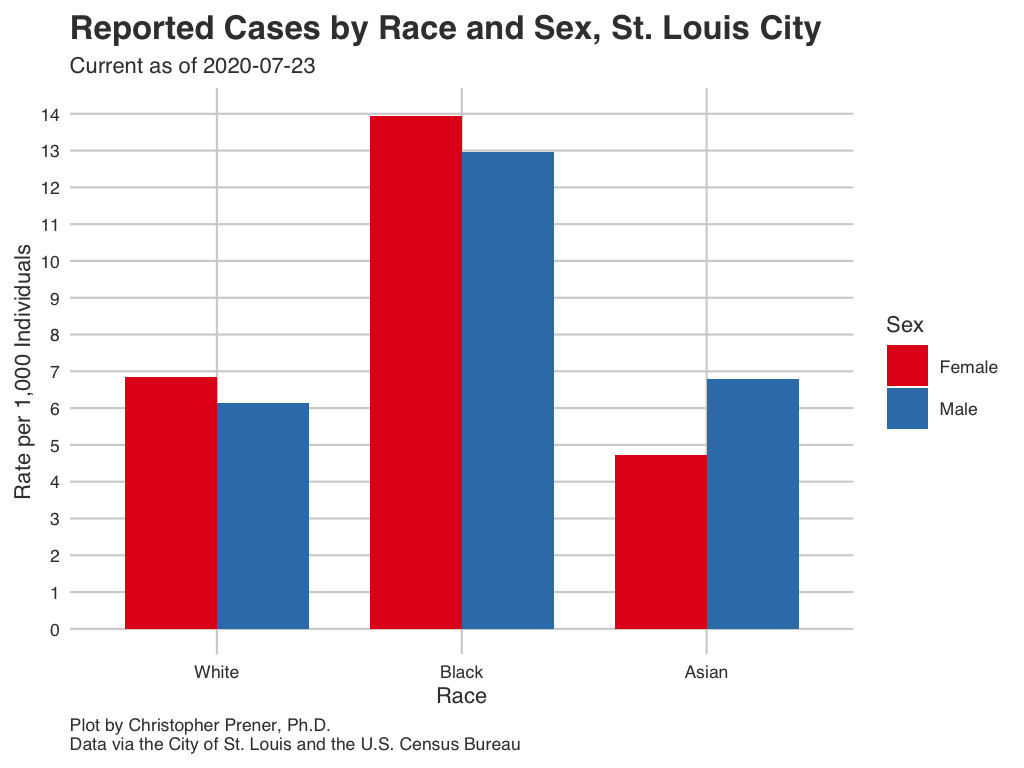 Reported Cases by Race and Sex, St. Louis City
Current as of 2020-07-23
Rate per 1,000 Individuals
14
13
12
11
10
9
8
7
6
5
4
3
2
1
0
White
Black
Asian
Race
Sex
Female
Male
Plot by Christopher Prener, Ph.D.
Data via the City of St. Louis and the U.S. Census Bureau